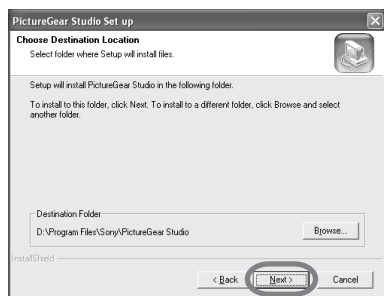 PictureGear Studio Set up
Choose Destination Location
Select folder where Setup will install files.
Setup will install PictureGear Studio in the following folder.
To install to this folder, click Next. To install to a different folder, click Browse and select
another folder.
Destination Folder
D:\Program Files\Sony\PictureGear Studio
Browse...
InstallShield
< Back
Next >
Cancel